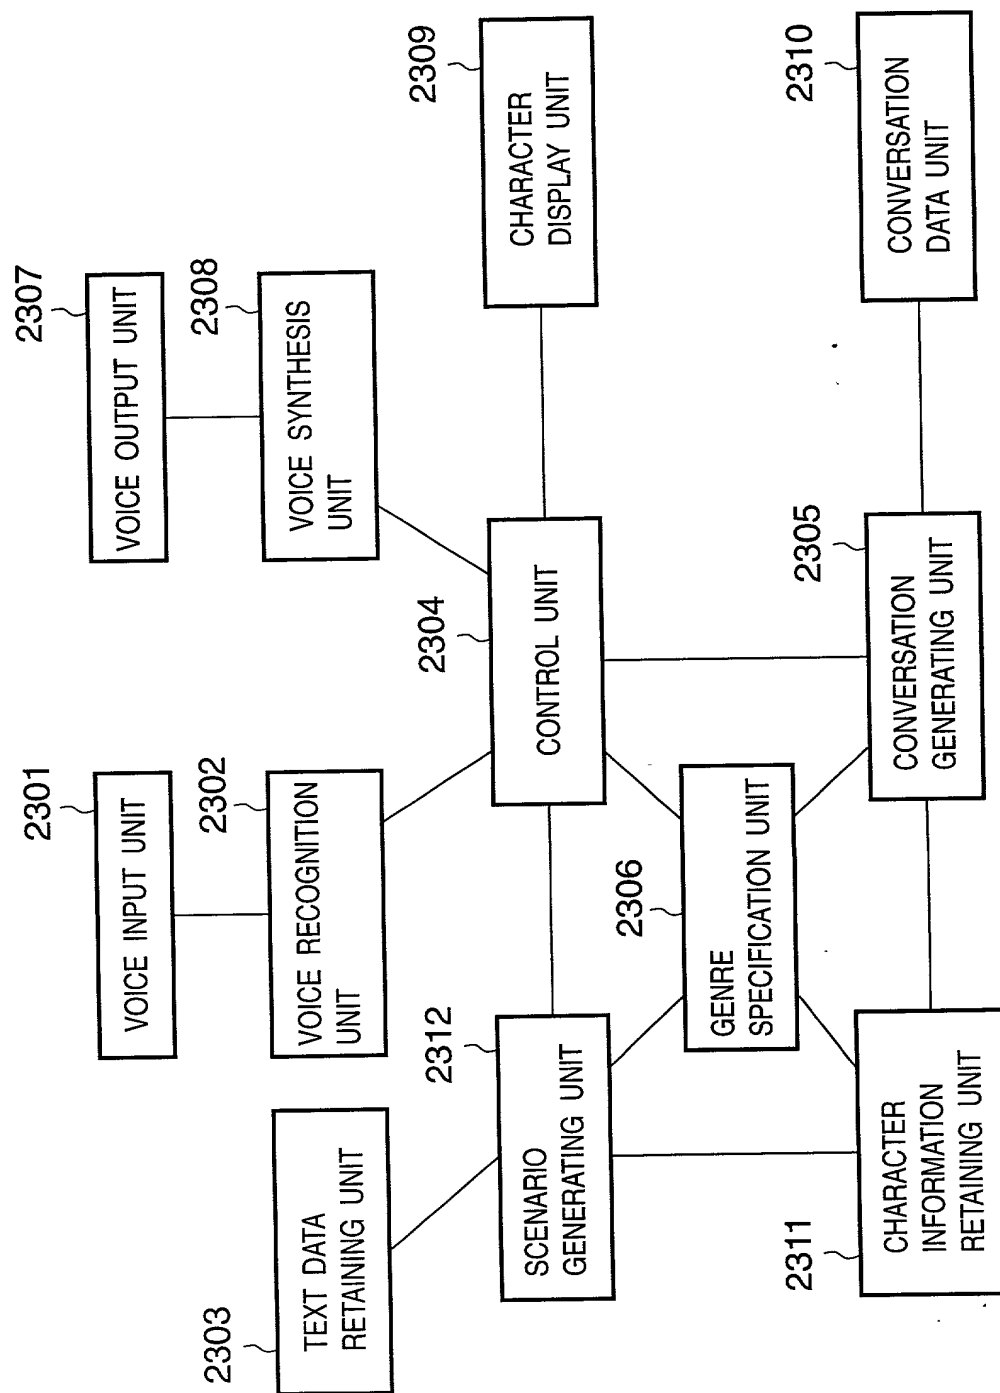 2301
VOICE INPUT UNIT
2307
VOICE OUTPUT UNIT
2303
TEXT DATA
RETAINING UNIT
2302
VOICE RECOGNITION
UNIT
2308
VOICE SYNTHESIS
UNIT
2312
SCENARIO
GENERATING UNIT
2304
CONTROL UNIT
2309
CHARACTER
DISPLAY UNIT
2306
GENRE
SPECIFICATION UNIT
2311
CHARACTER
INFORMATION
RETAINING UNIT
2305
CONVERSATION
GENERATING UNIT
2310
CONVERSATION
DATA UNIT